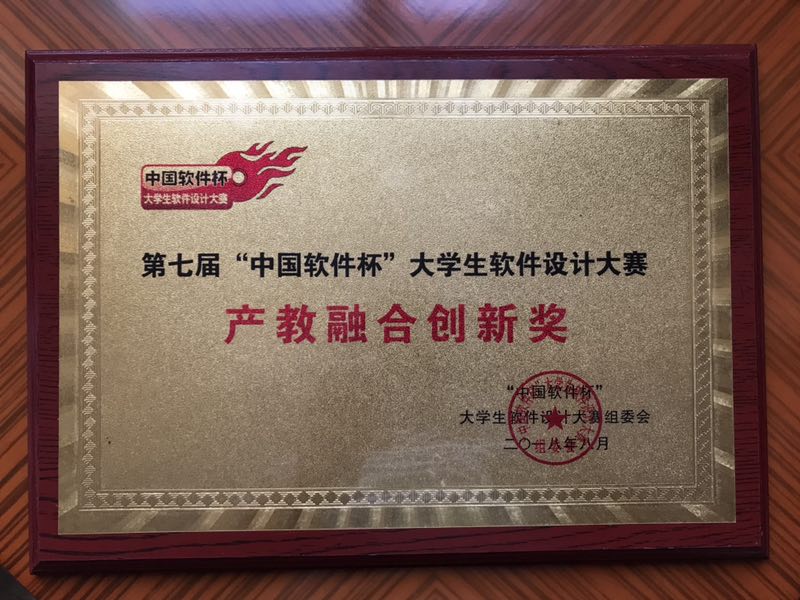 中国软件杯
大学生软件设计大赛
第七届“中国软件杯”大学生软件设计大赛
产教融合创新奖
“中国软件杯”
大学生软件设计大赛组委会
二〇一八年八月
组委会